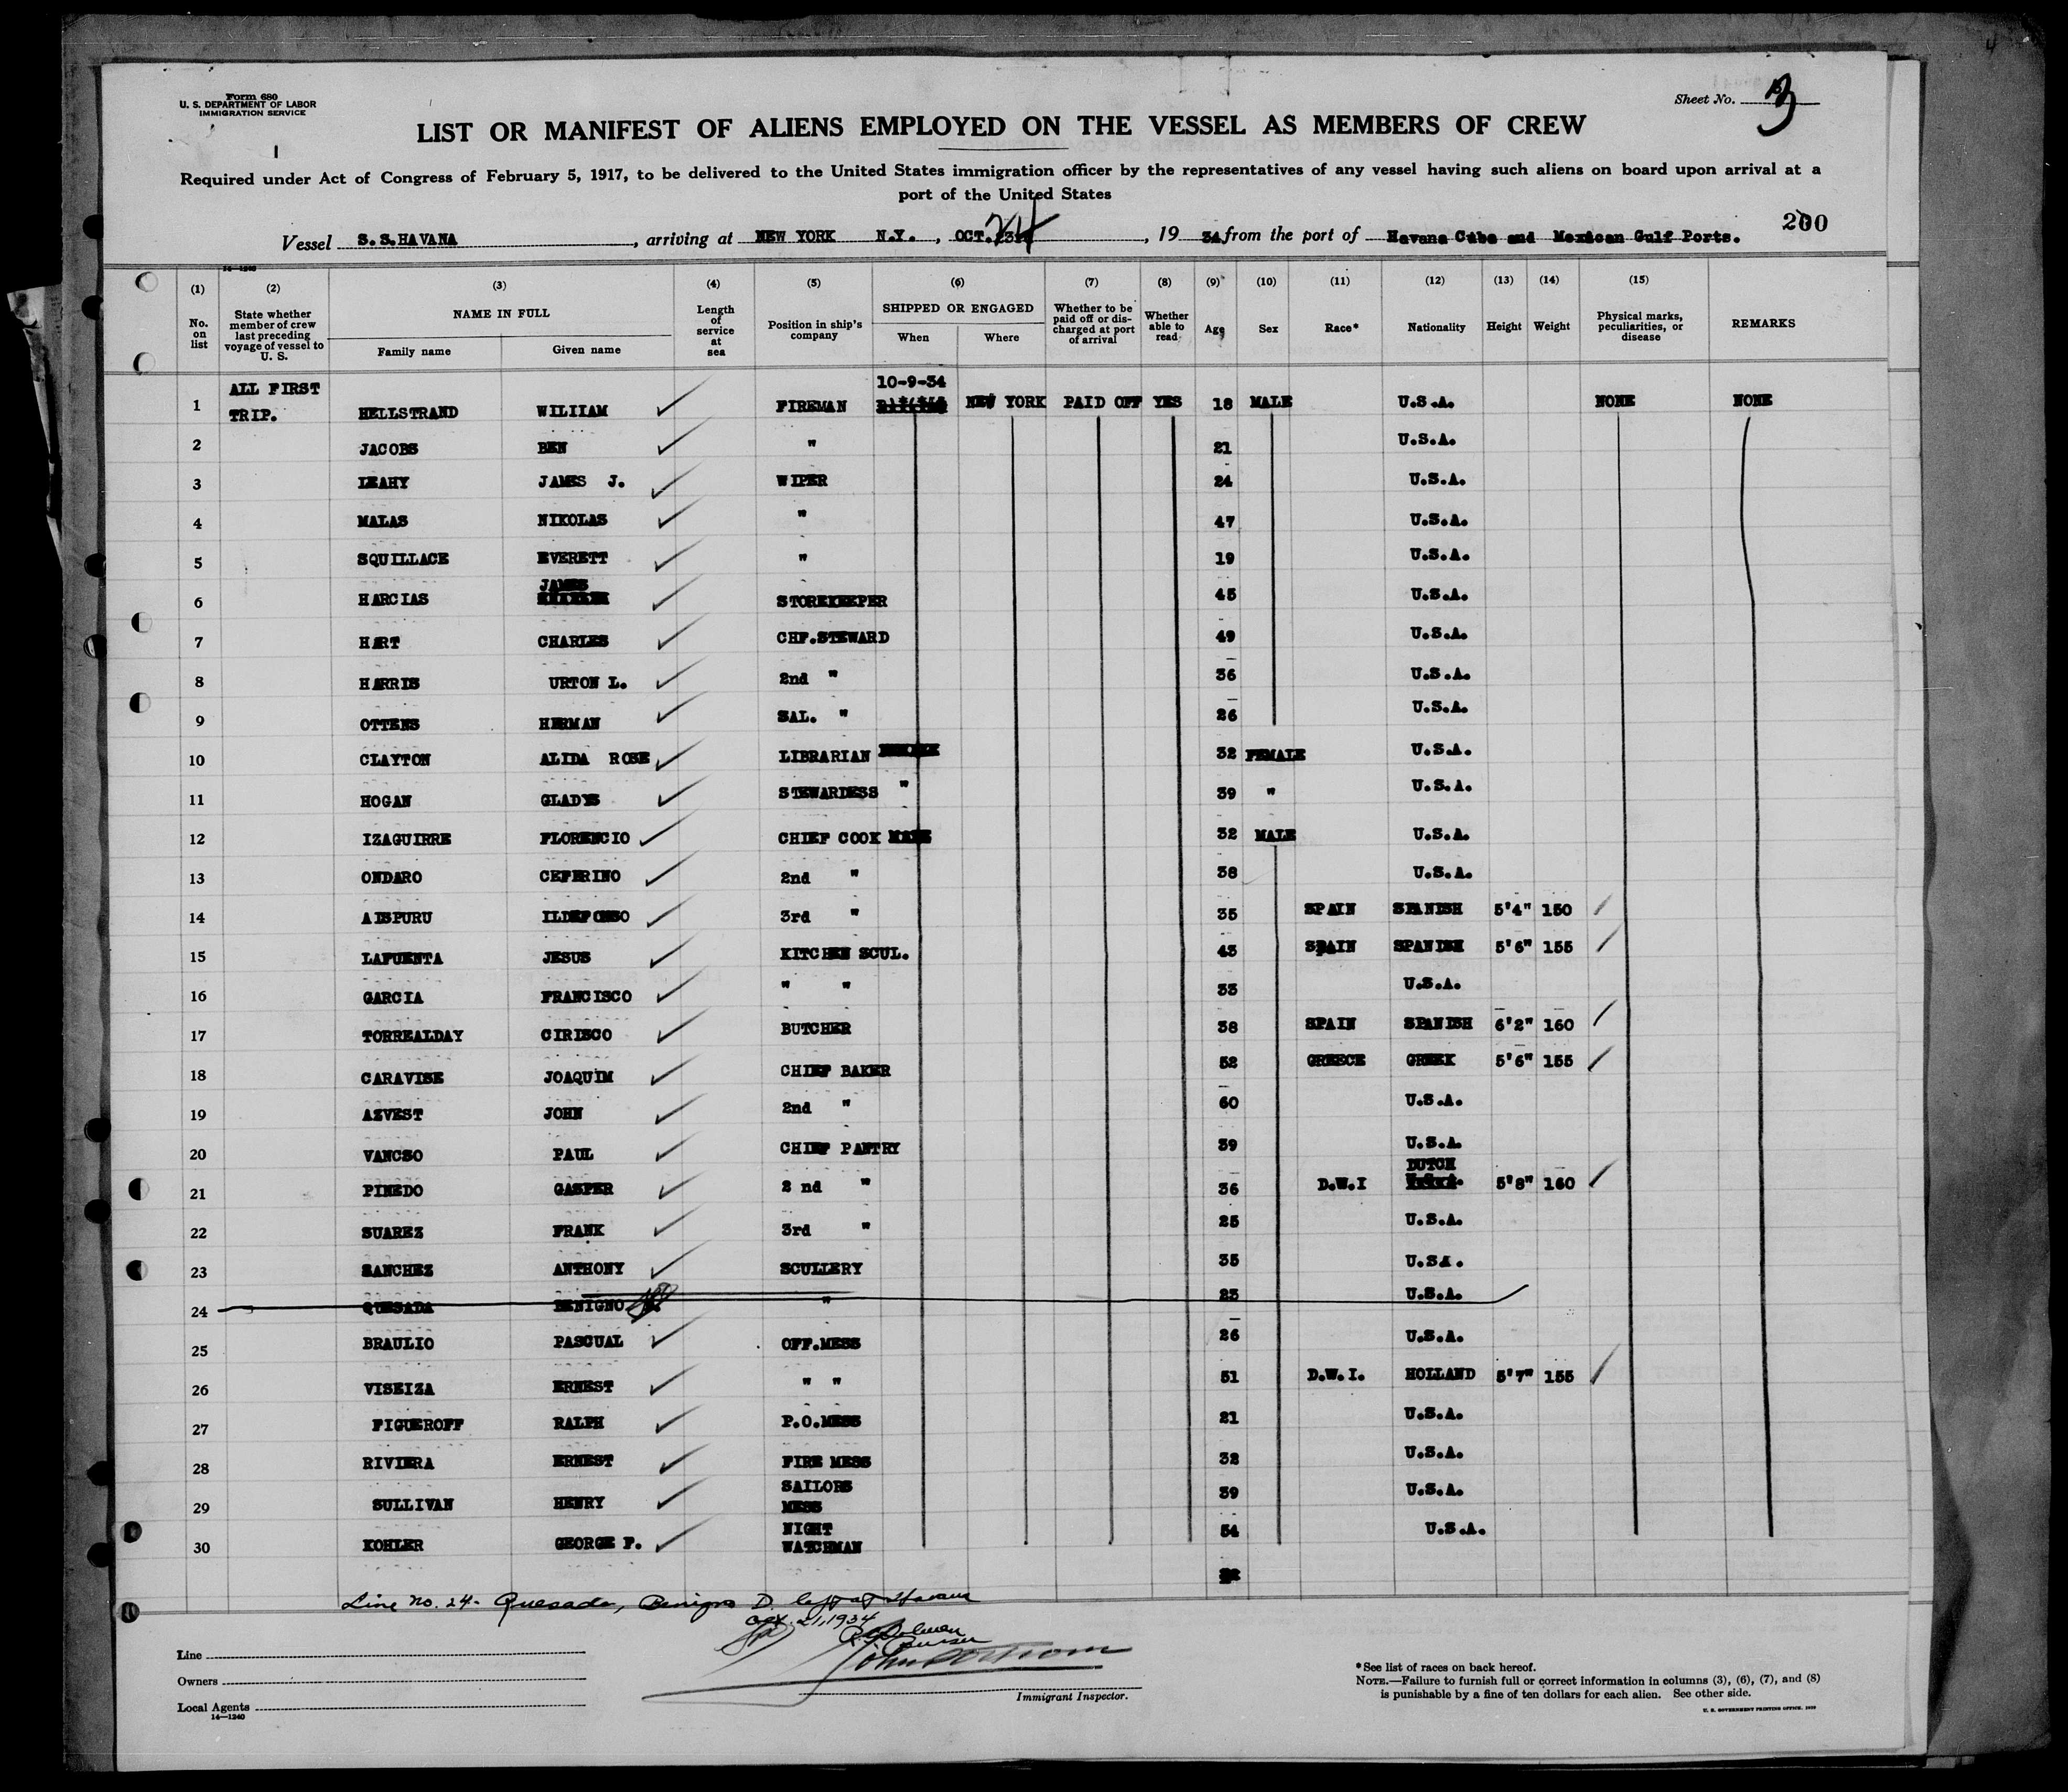 Form 680
U. S. DEPARTMENT OF LABOR
IMMIGRATION SERVICE
Sheet No. 3
LIST OR MANIFEST OF ALIENS EMPLOYED ON THE VESSEL AS MEMBERS OF CREW
Required under Act of Congress of February 5, 1917, to be delivered to the United States immigration officer by the representatives of any vessel having such aliens on board upon arrival at a
port of the United States
200
Vessel S.S.HAVANA , arriving at NEW YORK N.Y. , OCT. 24 , 19 34 from the port of Havana Cuba and Mexican Gulf Ports.
14—1240
(1) No. on list
(2) State whether member of crew last preceding voyage of vessel to U. S.
(3) NAME IN FULL Family name Given name
(4) Length of service at sea
(5) Position in ship's company
(6) SHIPPED OR ENGAGED When Where
(7) Whether to be paid off or discharged at port of arrival
(8) Whether able to read
(9) Age
(10) Sex
(11) Race*
(12) Nationality
(13) Height
(14) Weight
(15) Physical marks, peculiarities, or disease
REMARKS
1 ALL FIRST TRIP. HELLSTRAND WILIIAM FIREMAN 10-9-34 NEW YORK PAID OFF YES 18 MALE U.S.A. NONE NONE
2 JACOBS BEN " 21 U.S.A.
3 LEAHY JAMES J. WIPER 24 U.S.A.
4 MALAS NIKOLAS " 47 U.S.A.
5 SQUILLACE EVERETT " 19 U.S.A.
6 HARCIAS JAMES STOREKEEPER 45 U.S.A.
7 HART CHARLES CHF.STEWARD 49 U.S.A.
8 HARRIS URTON L. 2nd " 36 U.S.A.
9 OTTENS HERMAN SAL. " 26 U.S.A.
10 CLAYTON ALIDA ROSE LIBRARIAN 32 FEMALE U.S.A.
11 HOGAN GLADYS STEWARDESS " 39 " U.S.A.
12 IZAGUIRRE FLORENCIO CHIEF COOK 32 MALE U.S.A.
13 ONDARO CEFERINO 2nd " 38 U.S.A.
14 AISPURU ILDEFONSO 3rd " 35 SPAIN SPANISH 5'4" 150
15 LAFUENTA JESUS KITCHEN SCUL. 43 SPAIN SPANISH 5'6" 155
16 GARCIA FRANCISCO " " 33 U.S.A.
17 TORREALDAY CIRISCO BUTCHER 38 SPAIN SPANISH 6'2" 160
18 CARAVISE JOAQUIM CHIEF BAKER 52 GREECE GREEK 5'6" 155
19 AZVEST JOHN 2nd " 60 U.S.A.
20 VANCSO PAUL CHIEF PANTRY 39 U.S.A.
21 PINEDO GASPER 2 nd " 36 D.W.I DUTCH 5'8" 160
22 SUAREZ FRANK 3rd " 25 U.S.A.
23 SANCHEZ ANTHONY SCULLERY 35 U.SA.
24 QUESADA BENIGNO " 23 U.S.A.
25 BRAULIO PASCUAL OFF.MESS 26 U.S.A.
26 VISEIZA ERNEST " " 51 D.W.I. HOLLAND 5'7" 155
27 FIGUEROFF RALPH P.O.MESS 21 U.S.A.
28 RIVIERA ERNEST FIRE MESS 32 U.S.A.
29 SULLIVAN HENRY SAILORS MESS 39 U.S.A.
30 KOHLER GEORGE F. NIGHT WATCHMAN 54 U.S.A.
Line No. 24- Quesada, Benigno D. left at Havana
Oct. 21, 1934
Purser
Line
Owners
Local Agents
14—1240
Immigrant Inspector.
*See list of races on back hereof.
NOTE.—Failure to furnish full or correct information in columns (3), (6), (7), and (8)
is punishable by a fine of ten dollars for each alien. See other side.
U. S. GOVERNMENT PRINTING OFFICE. 1929